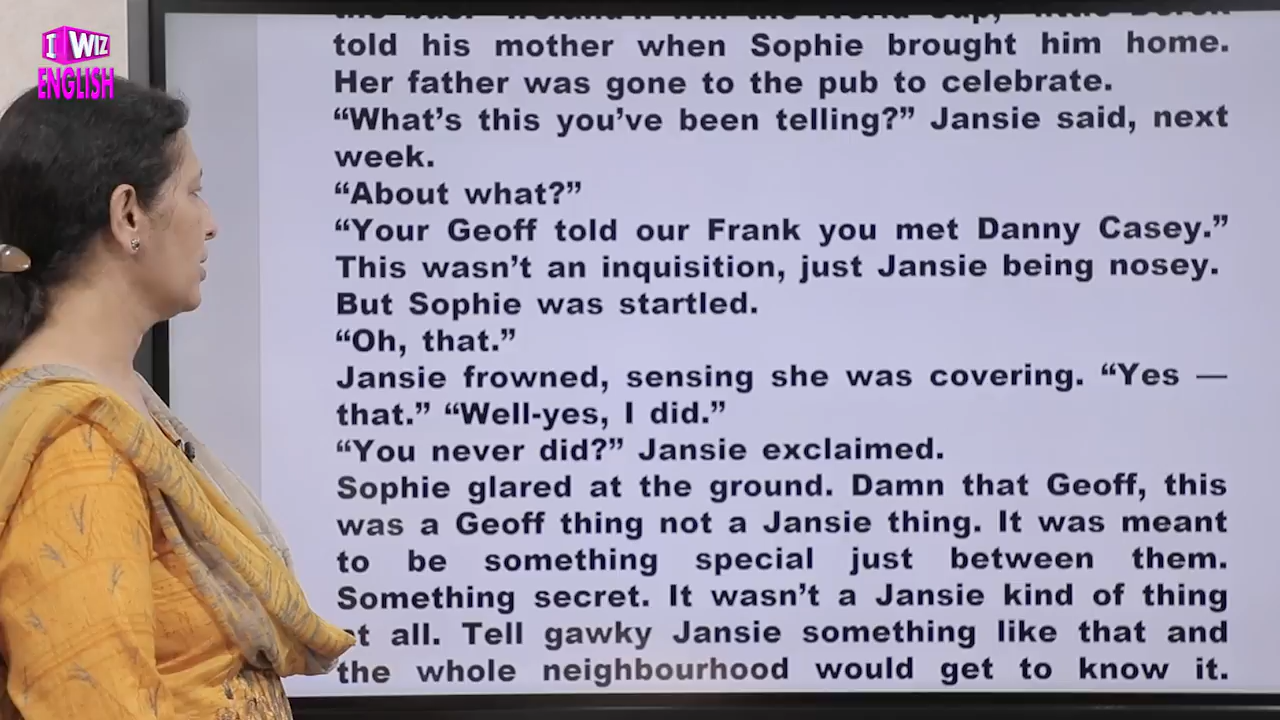 I WIZ
ENGLISH
told his mother when Sophie brought him home.
Her father was gone to the pub to celebrate.
“What’s this you’ve been telling?” Jansie said, next
week.
“About what?”
“Your Geoff told our Frank you met Danny Casey.”
This wasn’t an inquisition, just Jansie being nosey.
But Sophie was startled.
“Oh, that.”
Jansie frowned, sensing she was covering. “Yes —
that.” “Well-yes, I did.”
“You never did?” Jansie exclaimed.
Sophie glared at the ground. Damn that Geoff, this
was a Geoff thing not a Jansie thing. It was meant
to be something special just between them.
Something secret. It wasn’t a Jansie kind of thing
at all. Tell gawky Jansie something like that and
the whole neighbourhood would get to know it.